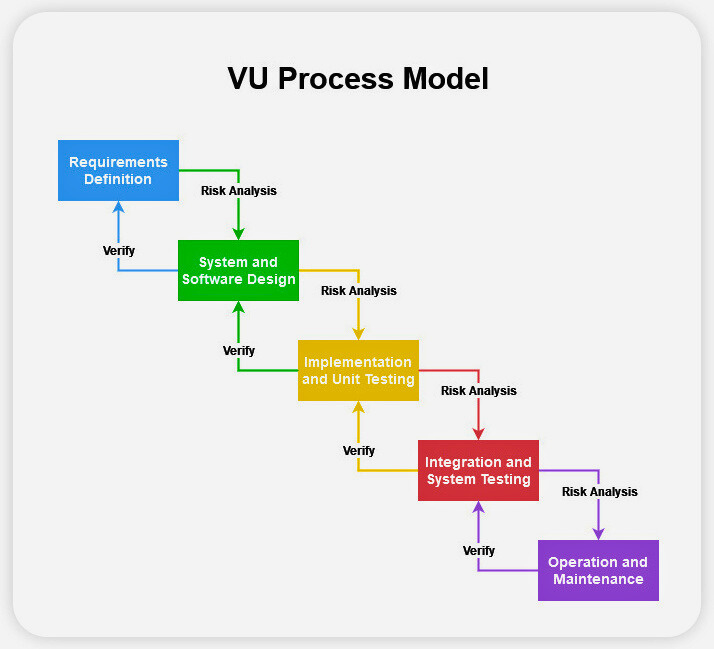 VU Process Model
Requirements
Definition
Risk Analysis
Verify
System and
Software Design
Risk Analysis
Verify
Implementation
and Unit Testing
Risk Analysis
Verify
Integration and
System Testing
Risk Analysis
Verify
Operation and
Maintenance